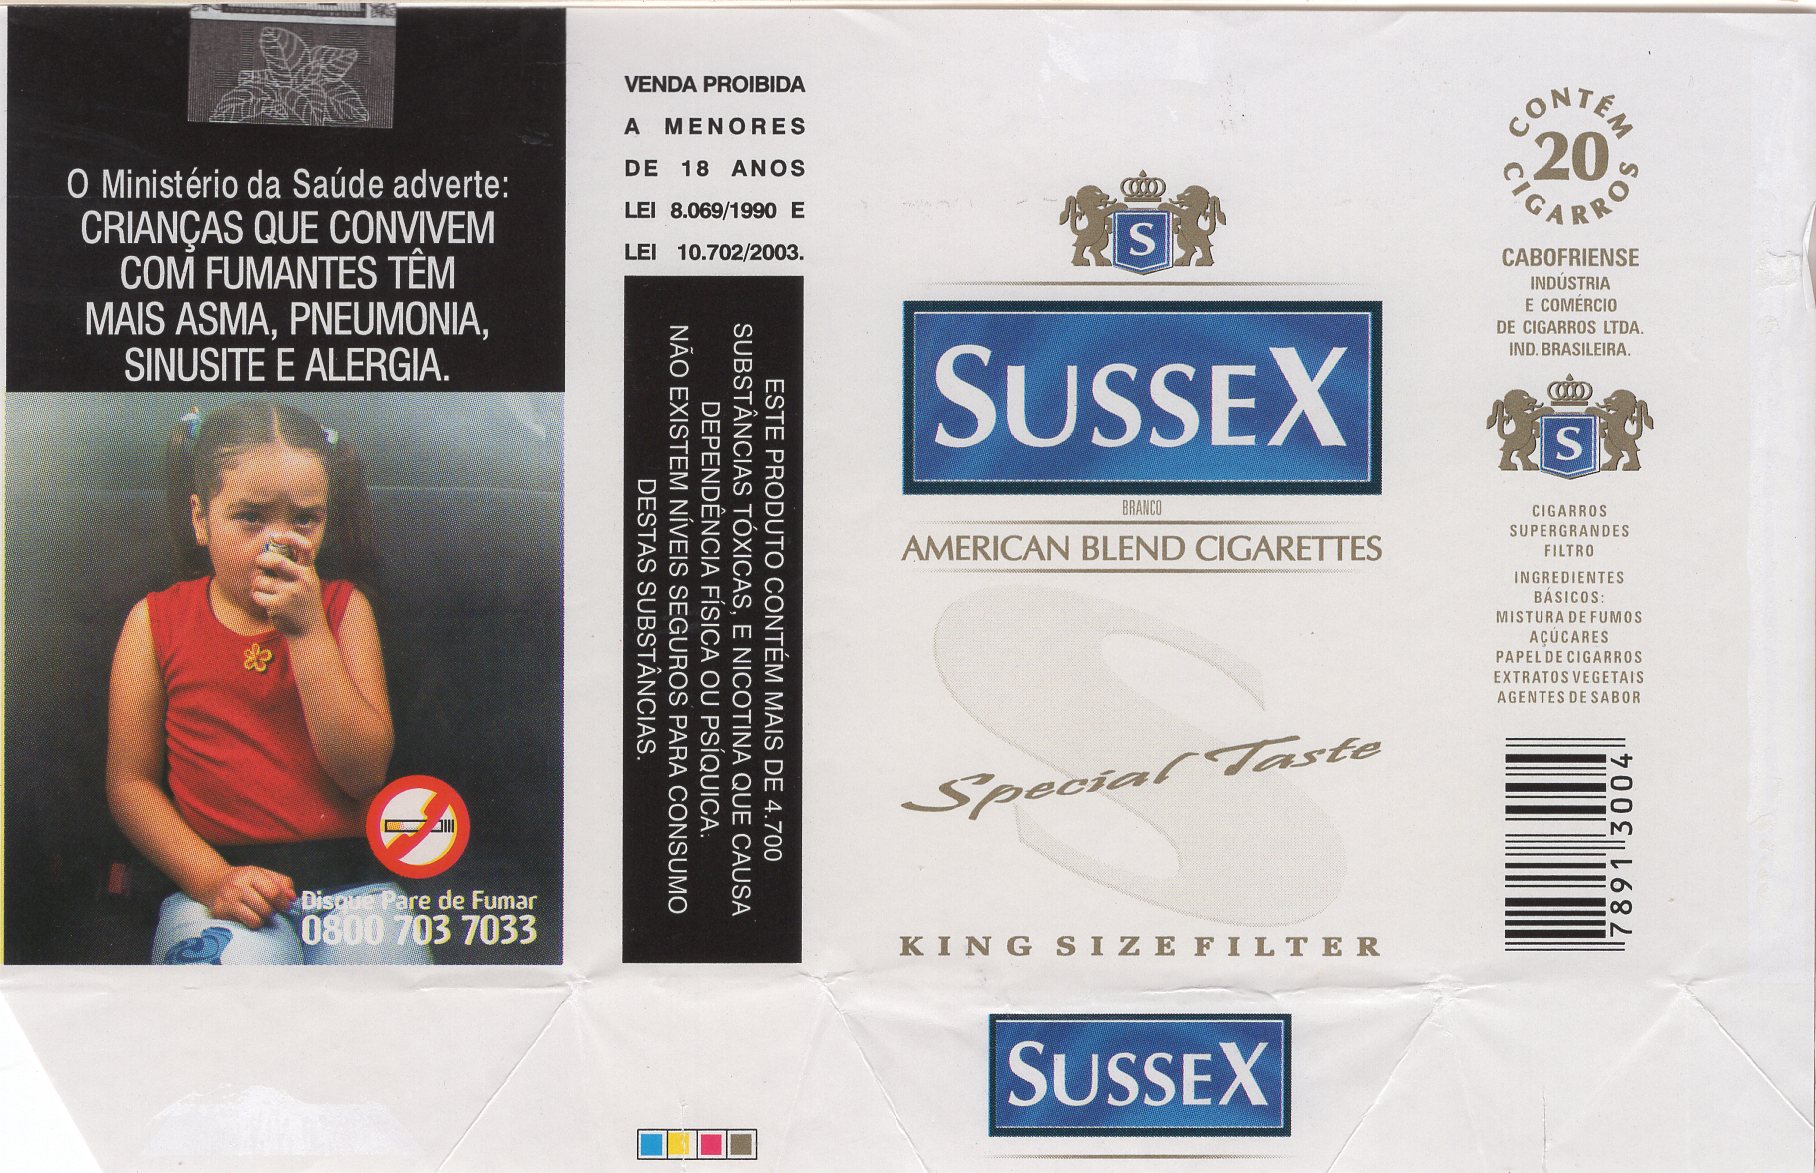 O Ministério da Saúde adverte:
CRIANÇAS QUE CONVIVEM
COM FUMANTES TÊM
MAIS ASMA, PNEUMONIA,
SINUSITE E ALERGIA.
Disque Pare de Fumar
0800 703 7033
VENDA PROIBIDA
A MENORES
DE 18 ANOS
LEI 8.069/1990 E
LEI 10.702/2003.
ESTE PRODUTO CONTÉM MAIS DE 4.700
SUBSTÂNCIAS TÓXICAS, E NICOTINA QUE CAUSA
DEPENDÊNCIA FÍSICA OU PSÍQUICA.
NÃO EXISTEM NÍVEIS SEGUROS PARA CONSUMO
DESTAS SUBSTÂNCIAS.
S
SUSSEX
BRANCO
AMERICAN BLEND CIGARETTES
Special Taste
KING SIZE FILTER
SUSSEX
CONTÉM
20
CIGARROS
CABOFRIENSE
INDÚSTRIA
E COMÉRCIO
DE CIGARROS LTDA.
IND. BRASILEIRA.
S
CIGARROS
SUPERGRANDES
FILTRO
INGREDIENTES
BÁSICOS:
MISTURA DE FUMOS
AÇÚCARES
PAPEL DE CIGARROS
EXTRATOS VEGETAIS
AGENTES DE SABOR
78913004